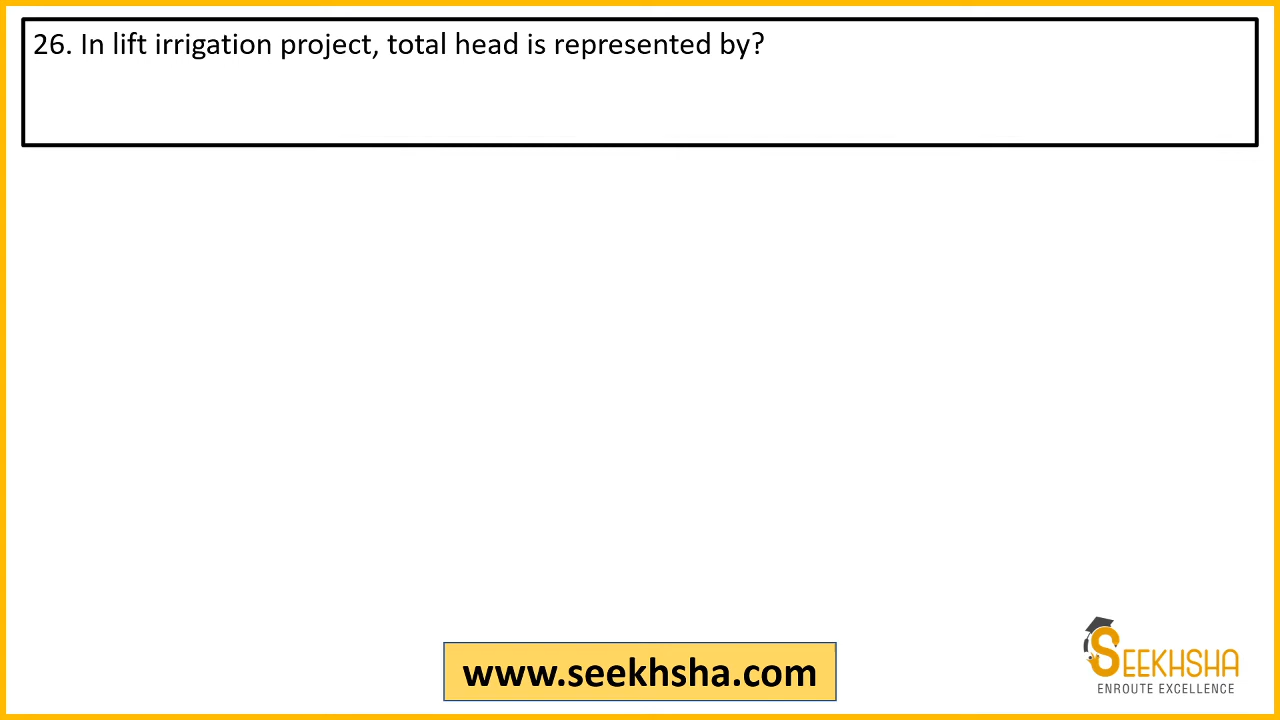 26. In lift irrigation project, total head is represented by?
www.seekhsha.com
SEEKHSHA
ENROUTE EXCELLENCE